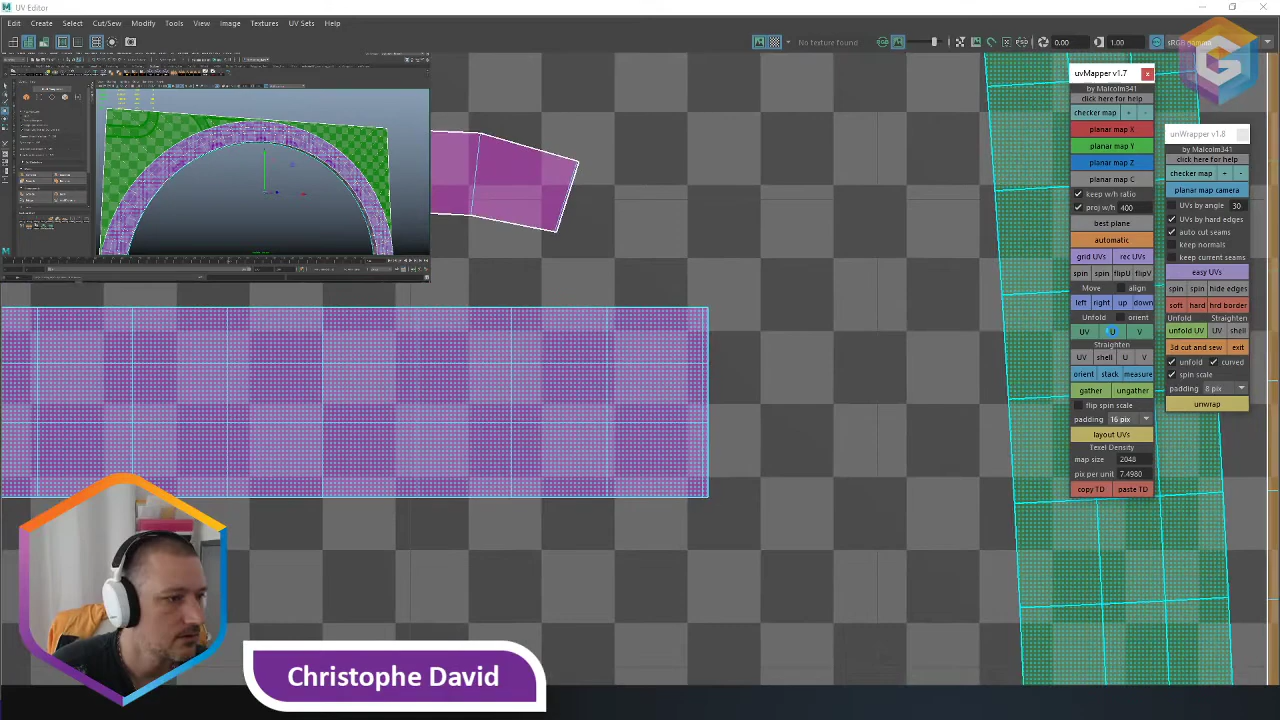 UV Editor
Edit Create Select Cut/Sew Modify Tools View Image Textures UV Sets Help
No texture found
0.00
1.00
sRGB gamma
uvMapper v1.7
by Malcolm341
click here for help
checker map + -
planar map X
planar map Y
planar map Z
planar map C
keep w/h ratio
proj w/h 400
best plane
automatic
grid UVs rec UVs
spin spin flipU flipV
Move align
left right up down
Unfold orient
UV U V
Straighten
UV shell U V
orient stack measure
gather ungather
flip spin scale
padding 16 pix
layout UVs
Texel Density
map size 2048
pix per unit 7.4980
copy TD paste TD
unWrapper v1.8
by Malcolm341
click here for help
checker map + -
planar map camera
UVs by angle 30
UVs by hard edges
auto cut seams
keep normals
keep current seams
easy UVs
spin spin hide edges
soft hard hrd border
Unfold Straighten
unfold UV UV shell
3d cut and sew exit
unfold curved
spin scale
padding 8 pix
unwrap
Christophe David